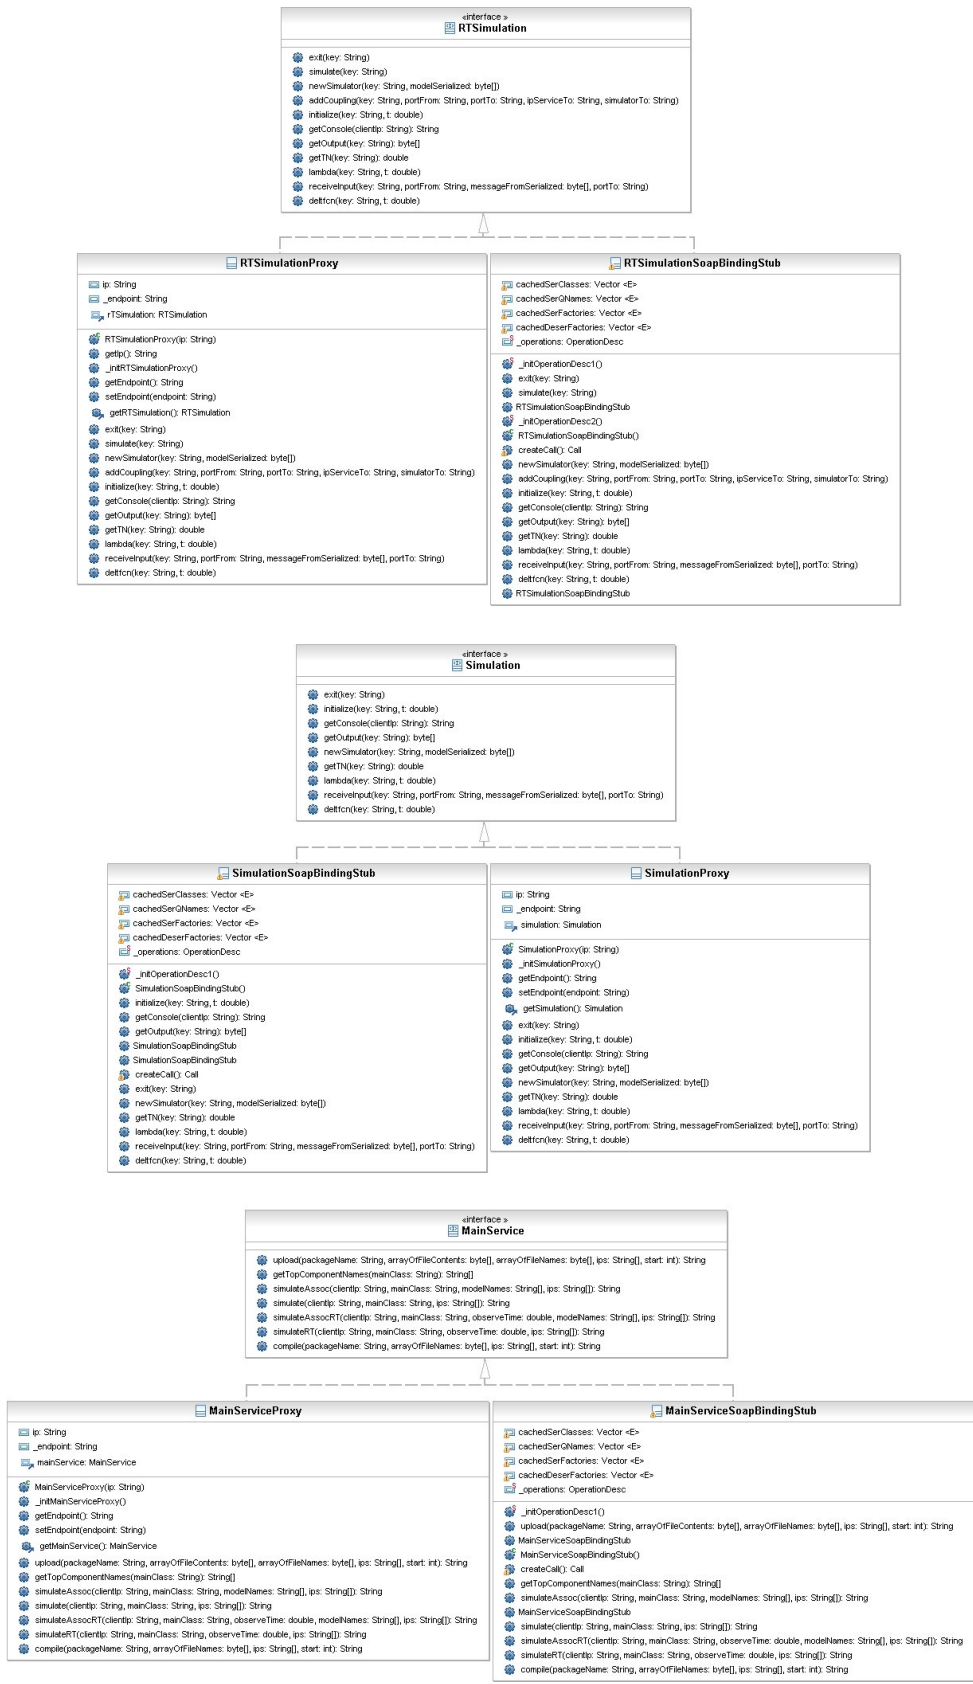 «interface »
RTSimulation
exit(key: String)
simulate(key: String)
newSimulator(key: String, modelSerialized: byte[])
addCoupling(key: String, portFrom: String, portTo: String, ipServiceTo: String, simulatorTo: String)
initialize(key: String, t: double)
getConsole(clientIp: String): String
getOutput(key: String): byte[]
getTN(key: String): double
lambda(key: String, t: double)
receiveInput(key: String, portFrom: String, messageFromSerialized: byte[], portTo: String)
deltfcn(key: String, t: double)
RTSimulationProxy
ip: String
_endpoint: String
rTSimulation: RTSimulation
RTSimulationProxy(ip: String)
getIp(): String
_initRTSimulationProxy()
getEndpoint(): String
setEndpoint(endpoint: String)
getRTSimulation(): RTSimulation
exit(key: String)
simulate(key: String)
newSimulator(key: String, modelSerialized: byte[])
addCoupling(key: String, portFrom: String, portTo: String, ipServiceTo: String, simulatorTo: String)
initialize(key: String, t: double)
getConsole(clientIp: String): String
getOutput(key: String): byte[]
getTN(key: String): double
lambda(key: String, t: double)
receiveInput(key: String, portFrom: String, messageFromSerialized: byte[], portTo: String)
deltfcn(key: String, t: double)
RTSimulationSoapBindingStub
cachedSerClasses: Vector <E>
cachedSerQNames: Vector <E>
cachedSerFactories: Vector <E>
cachedDeserFactories: Vector <E>
_operations: OperationDesc
_initOperationDesc1()
exit(key: String)
simulate(key: String)
RTSimulationSoapBindingStub
_initOperationDesc2()
RTSimulationSoapBindingStub()
createCall(): Call
newSimulator(key: String, modelSerialized: byte[])
addCoupling(key: String, portFrom: String, portTo: String, ipServiceTo: String, simulatorTo: String)
initialize(key: String, t: double)
getConsole(clientIp: String): String
getOutput(key: String): byte[]
getTN(key: String): double
lambda(key: String, t: double)
receiveInput(key: String, portFrom: String, messageFromSerialized: byte[], portTo: String)
deltfcn(key: String, t: double)
RTSimulationSoapBindingStub
«interface »
Simulation
exit(key: String)
initialize(key: String, t: double)
getConsole(clientIp: String): String
getOutput(key: String): byte[]
newSimulator(key: String, modelSerialized: byte[])
getTN(key: String): double
lambda(key: String, t: double)
receiveInput(key: String, portFrom: String, messageFromSerialized: byte[], portTo: String)
deltfcn(key: String, t: double)
SimulationSoapBindingStub
cachedSerClasses: Vector <E>
cachedSerQNames: Vector <E>
cachedSerFactories: Vector <E>
cachedDeserFactories: Vector <E>
_operations: OperationDesc
_initOperationDesc1()
SimulationSoapBindingStub()
initialize(key: String, t: double)
getConsole(clientIp: String): String
getOutput(key: String): byte[]
SimulationSoapBindingStub
SimulationSoapBindingStub
createCall(): Call
exit(key: String)
newSimulator(key: String, modelSerialized: byte[])
getTN(key: String): double
lambda(key: String, t: double)
receiveInput(key: String, portFrom: String, messageFromSerialized: byte[], portTo: String)
deltfcn(key: String, t: double)
SimulationProxy
ip: String
_endpoint: String
simulation: Simulation
SimulationProxy(ip: String)
_initSimulationProxy()
getEndpoint(): String
setEndpoint(endpoint: String)
getSimulation(): Simulation
exit(key: String)
initialize(key: String, t: double)
getConsole(clientIp: String): String
getOutput(key: String): byte[]
newSimulator(key: String, modelSerialized: byte[])
getTN(key: String): double
lambda(key: String, t: double)
receiveInput(key: String, portFrom: String, messageFromSerialized: byte[], portTo: String)
deltfcn(key: String, t: double)
«interface »
MainService
upload(packageName: String, arrayOfFileContents: byte[], arrayOfFileNames: byte[], ips: String[], start: int): String
getTopComponentNames(mainClass: String): String[]
simulateAssoc(clientIp: String, mainClass: String, modelNames: String[], ips: String[]): String
simulate(clientIp: String, mainClass: String, ips: String[]): String
simulateAssocRT(clientIp: String, mainClass: String, observeTime: double, modelNames: String[], ips: String[]): String
simulateRT(clientIp: String, mainClass: String, observeTime: double, ips: String[]): String
compile(packageName: String, arrayOfFileNames: byte[], ips: String[], start: int): String
MainServiceProxy
ip: String
_endpoint: String
mainService: MainService
MainServiceProxy(ip: String)
_initMainServiceProxy()
getEndpoint(): String
setEndpoint(endpoint: String)
getMainService(): MainService
upload(packageName: String, arrayOfFileContents: byte[], arrayOfFileNames: byte[], ips: String[], start: int): String
getTopComponentNames(mainClass: String): String[]
simulateAssoc(clientIp: String, mainClass: String, modelNames: String[], ips: String[]): String
simulate(clientIp: String, mainClass: String, ips: String[]): String
simulateAssocRT(clientIp: String, mainClass: String, observeTime: double, modelNames: String[], ips: String[]): String
simulateRT(clientIp: String, mainClass: String, observeTime: double, ips: String[]): String
compile(packageName: String, arrayOfFileNames: byte[], ips: String[], start: int): String
MainServiceSoapBindingStub
cachedSerClasses: Vector <E>
cachedSerQNames: Vector <E>
cachedSerFactories: Vector <E>
cachedDeserFactories: Vector <E>
_operations: OperationDesc
_initOperationDesc1()
upload(packageName: String, arrayOfFileContents: byte[], arrayOfFileNames: byte[], ips: String[], start: int): String
MainServiceSoapBindingStub
MainServiceSoapBindingStub()
createCall(): Call
getTopComponentNames(mainClass: String): String[]
simulateAssoc(clientIp: String, mainClass: String, modelNames: String[], ips: String[]): String
MainServiceSoapBindingStub
simulate(clientIp: String, mainClass: String, ips: String[]): String
simulateAssocRT(clientIp: String, mainClass: String, observeTime: double, modelNames: String[], ips: String[]): String
simulateRT(clientIp: String, mainClass: String, observeTime: double, ips: String[]): String
compile(packageName: String, arrayOfFileNames: byte[], ips: String[], start: int): String